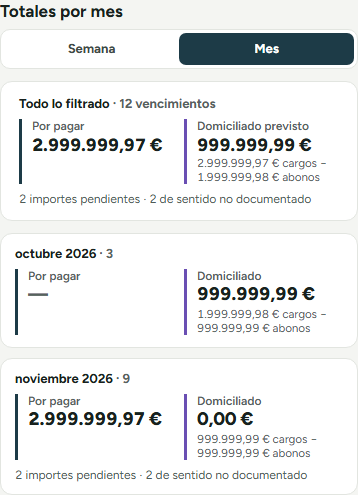 Totales por mes
Semana
Mes
Todo lo filtrado · 12 vencimientos
Por pagar
2.999.999,97 €
Domiciliado previsto
999.999,99 €
2.999.999,97 € cargos –
1.999.999,98 € abonos
2 importes pendientes · 2 de sentido no documentado
octubre 2026 · 3
Por pagar
—
Domiciliado
999.999,99 €
1.999.999,98 € cargos –
999.999,99 € abonos
noviembre 2026 · 9
Por pagar
2.999.999,97 €
Domiciliado
0,00 €
999.999,99 € cargos –
999.999,99 € abonos
2 importes pendientes · 2 de sentido no documentado